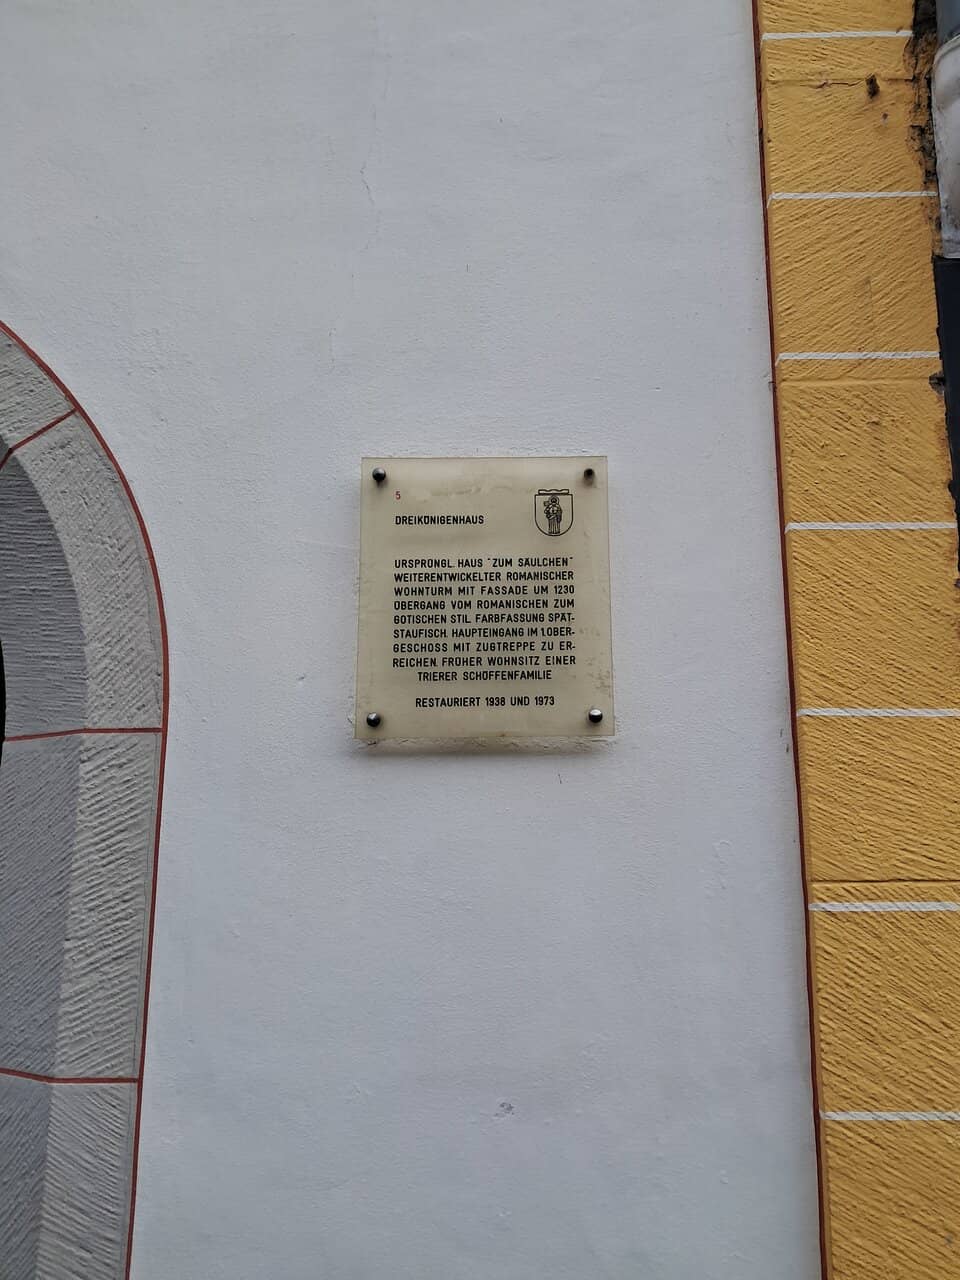 5
DREIKÖNIGENHAUS
URSPRÜNGL. HAUS "ZUM SÄULCHEN"
WEITERENTWICKELTER ROMANISCHER
WOHNTURM MIT FASSADE UM 1230
ÜBERGANG VOM ROMANISCHEN ZUM
GOTISCHEN STIL. FARBFASSUNG SPÄT-
STAUFISCH. HAUPTEINGANG IM 1.OBER-
GESCHOSS MIT ZUGTREPPE ZU ER-
REICHEN. FRÜHER WOHNSITZ EINER
TRIERER SCHÖFFENFAMILIE
RESTAURIERT 1938 UND 1973